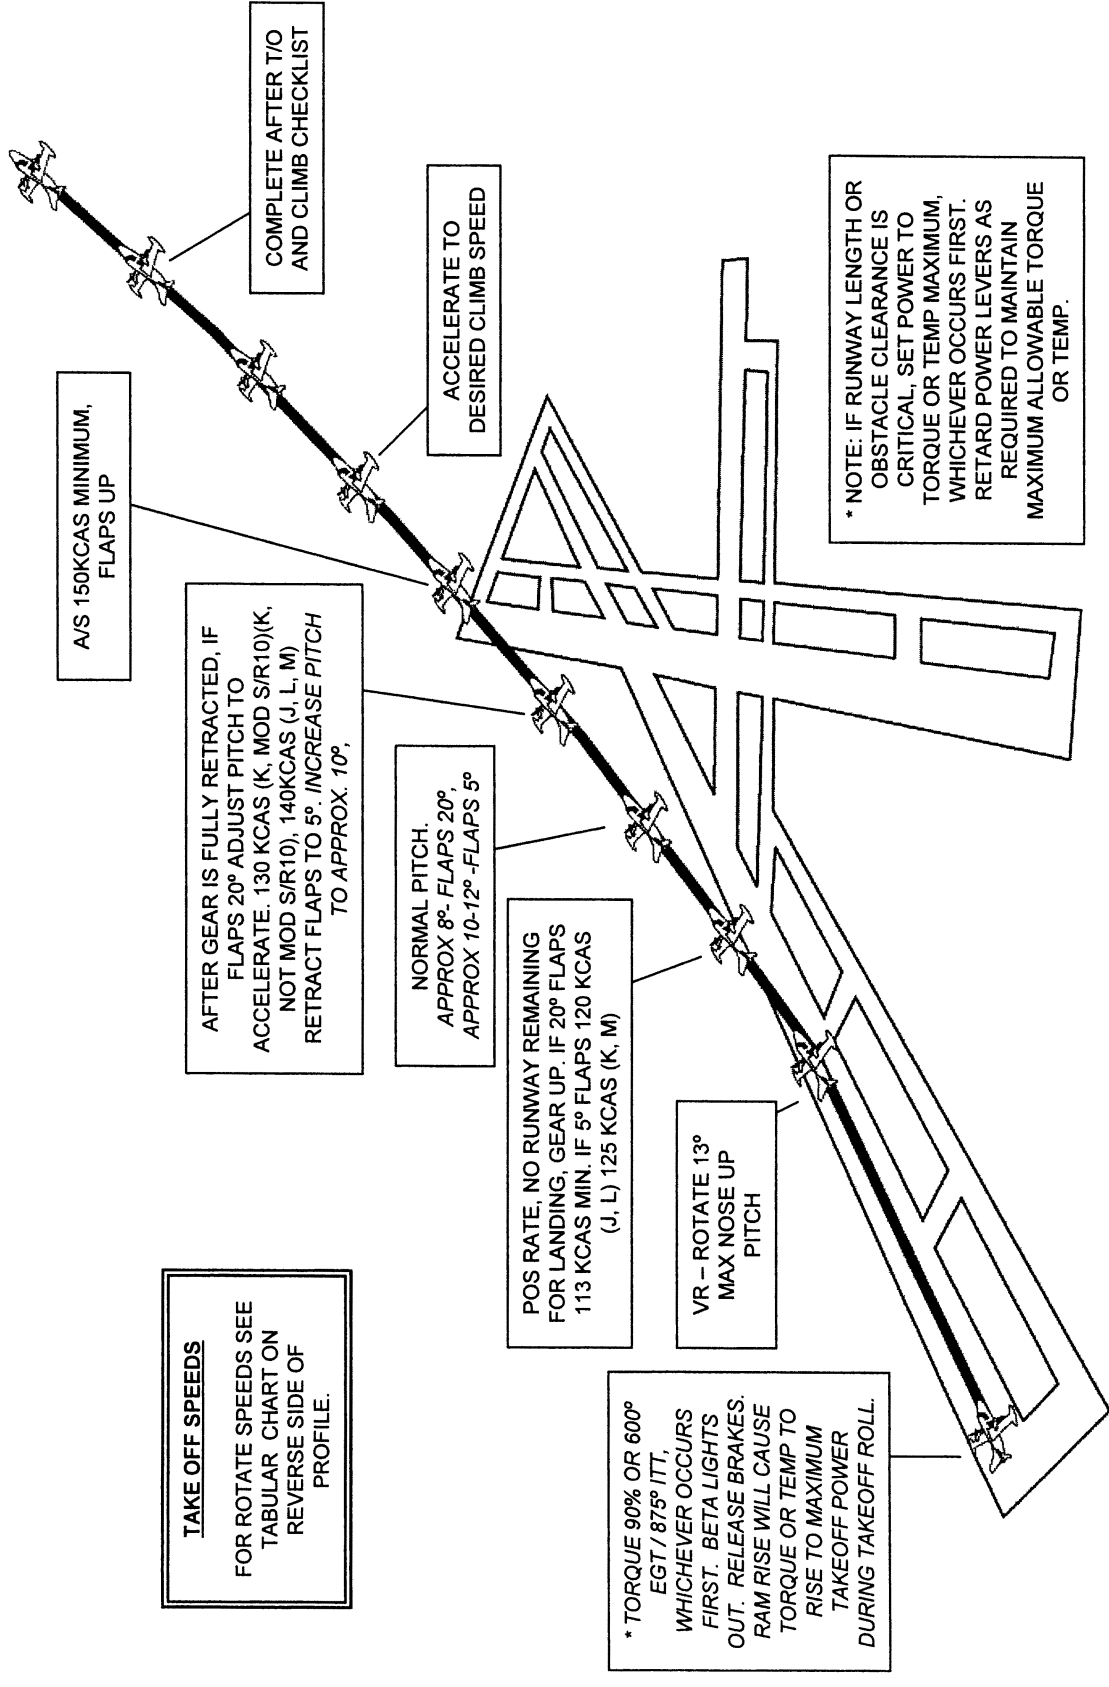 TAKE OFF SPEEDS
FOR ROTATE SPEEDS SEE
TABULAR CHART ON
REVERSE SIDE OF
PROFILE.
* TORQUE 90% OR 600º
EGT / 875º ITT,
WHICHEVER OCCURS
FIRST. BETA LIGHTS
OUT. RELEASE BRAKES.
RAM RISE WILL CAUSE
TORQUE OR TEMP TO
RISE TO MAXIMUM
TAKEOFF POWER
DURING TAKEOFF ROLL.
VR – ROTATE 13º
MAX NOSE UP
PITCH
POS RATE, NO RUNWAY REMAINING
FOR LANDING, GEAR UP. IF 20º FLAPS
113 KCAS MIN. IF 5º FLAPS 120 KCAS
(J, L) 125 KCAS (K, M)
NORMAL PITCH.
APPROX 8º- FLAPS 20º,
APPROX 10-12º -FLAPS 5º
AFTER GEAR IS FULLY RETRACTED, IF
FLAPS 20º ADJUST PITCH TO
ACCELERATE. 130 KCAS (K, MOD S/R10)(K,
NOT MOD S/R10), 140KCAS (J, L, M)
RETRACT FLAPS TO 5º. INCREASE PITCH
TO APPROX. 10º,
A/S 150KCAS MINIMUM,
FLAPS UP
ACCELERATE TO
DESIRED CLIMB SPEED
COMPLETE AFTER T/O
AND CLIMB CHECKLIST
* NOTE: IF RUNWAY LENGTH OR
OBSTACLE CLEARANCE IS
CRITICAL, SET POWER TO
TORQUE OR TEMP MAXIMUM,
WHICHEVER OCCURS FIRST.
RETARD POWER LEVERS AS
REQUIRED TO MAINTAIN
MAXIMUM ALLOWABLE TORQUE
OR TEMP.